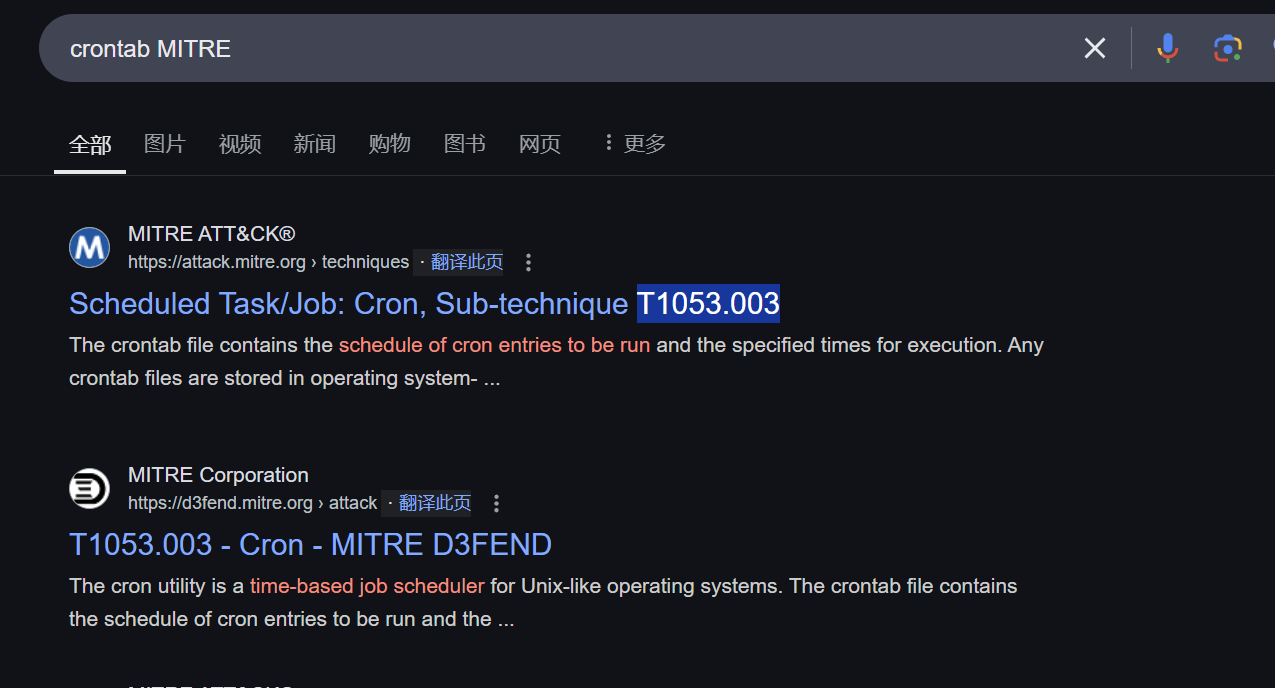 crontab MITRE
全部 图片 视频 新闻 购物 图书 网页 更多
MITRE ATT&CK®
https://attack.mitre.org › techniques · 翻译此页
Scheduled Task/Job: Cron, Sub-technique T1053.003
The crontab file contains the schedule of cron entries to be run and the specified times for execution. Any
crontab files are stored in operating system- ...
MITRE Corporation
https://d3fend.mitre.org › attack · 翻译此页
T1053.003 - Cron - MITRE D3FEND
The cron utility is a time-based job scheduler for Unix-like operating systems. The crontab file contains
the schedule of cron entries to be run and the ...